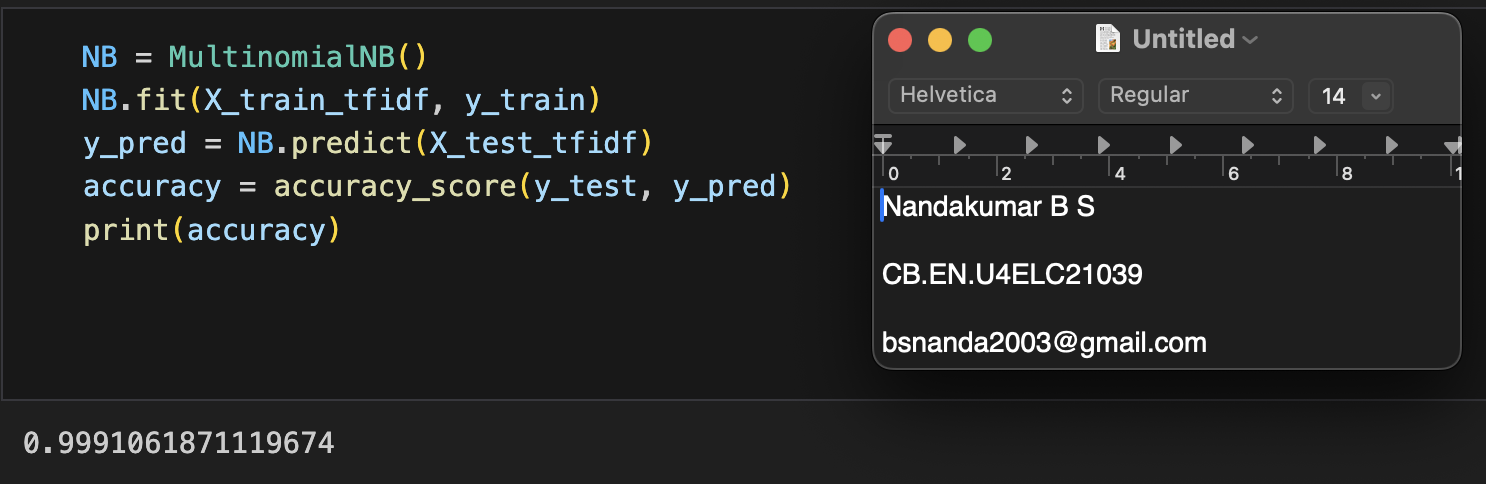 NB = MultinomialNB()
NB.fit(X_train_tfidf, y_train)
y_pred = NB.predict(X_test_tfidf)
accuracy = accuracy_score(y_test, y_pred)
print(accuracy)
0.9991061871119674
Untitled
Helvetica Regular 14
0 2 4 6 8 1
Nandakumar B S
CB.EN.U4ELC21039
bsnanda2003@gmail.com